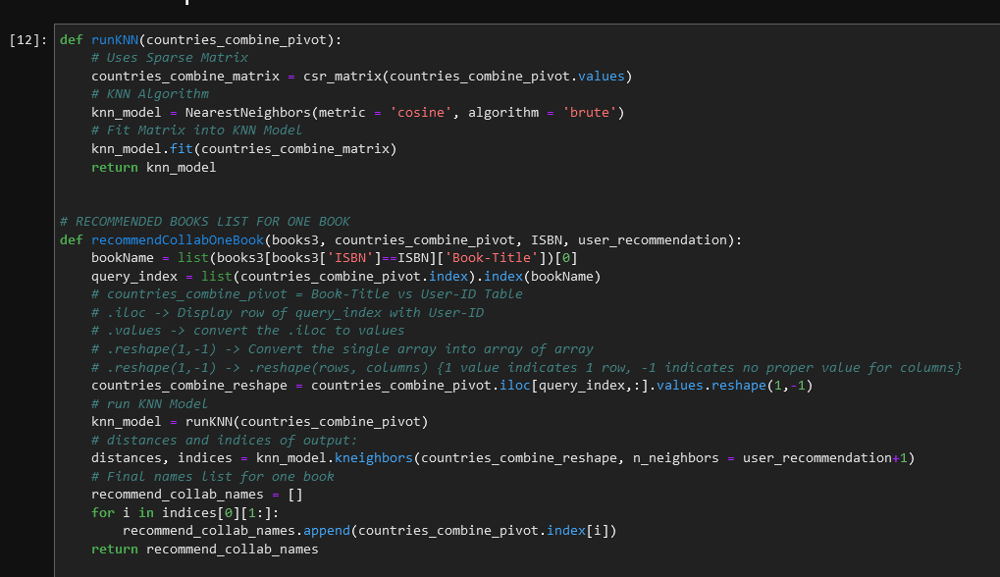 [12]: def runKNN(countries_combine_pivot):
    # Uses Sparse Matrix
    countries_combine_matrix = csr_matrix(countries_combine_pivot.values)
    # KNN Algorithm
    knn_model = NearestNeighbors(metric = 'cosine', algorithm = 'brute')
    # Fit Matrix into KNN Model
    knn_model.fit(countries_combine_matrix)
    return knn_model
# RECOMMENDED BOOKS LIST FOR ONE BOOK
def recommendCollabOneBook(books3, countries_combine_pivot, ISBN, user_recommendation):
    bookName = list(books3[books3['ISBN']==ISBN]['Book-Title'])[0]
    query_index = list(countries_combine_pivot.index).index(bookName)
    # countries_combine_pivot = Book-Title vs User-ID Table
    # .iloc -> Display row of query_index with User-ID
    # .values -> convert the .iloc to values
    # .reshape(1,-1) -> Convert the single array into array of array
    # .reshape(1,-1) -> .reshape(rows, columns) {1 value indicates 1 row, -1 indicates no proper value for columns}
    countries_combine_reshape = countries_combine_pivot.iloc[query_index,:].values.reshape(1,-1)
    # run KNN Model
    knn_model = runKNN(countries_combine_pivot)
    # distances and indices of output:
    distances, indices = knn_model.kneighbors(countries_combine_reshape, n_neighbors = user_recommendation+1)
    # Final names list for one book
    recommend_collab_names = []
    for i in indices[0][1:]:
        recommend_collab_names.append(countries_combine_pivot.index[i])
    return recommend_collab_names